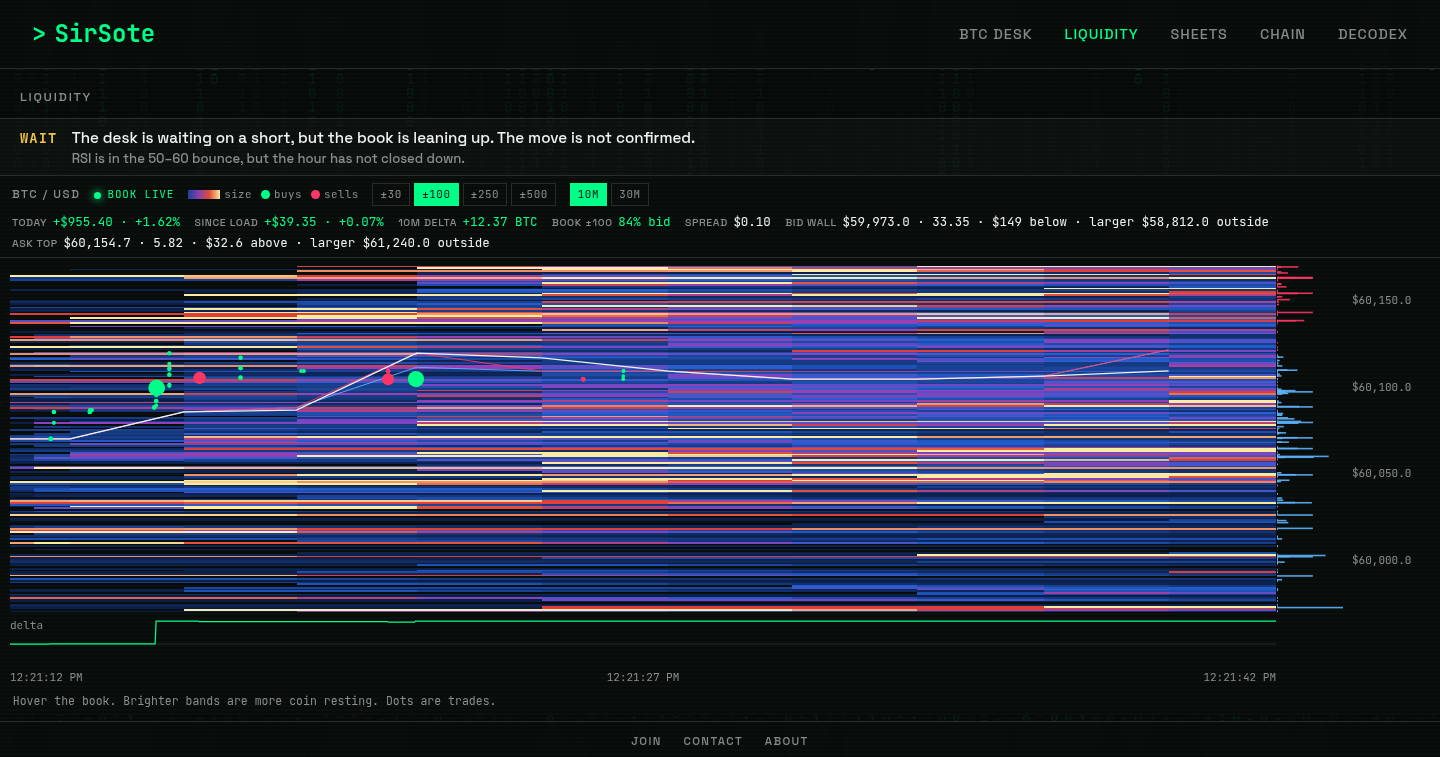 > SirSote
BTC DESK LIQUIDITY SHEETS CHAIN DECODEX
LIQUIDITY
WAIT The desk is waiting on a short, but the book is leaning up. The move is not confirmed.
RSI is in the 50–60 bounce, but the hour has not closed down.
BTC / USD BOOK LIVE size buys sells ±30 ±100 ±250 ±500 10M 30M
TODAY +$955.40 · +1.62% SINCE LOAD +$39.35 · +0.07% 10M DELTA +12.37 BTC BOOK ±100 84% bid SPREAD $0.10 BID WALL $59,973.0 · 33.35 · $149 below · larger $58,812.0 outside
ASK TOP $60,154.7 · 5.82 · $32.6 above · larger $61,240.0 outside
$60,150.0
$60,100.0
$60,050.0
$60,000.0
delta
12:21:12 PM 12:21:27 PM 12:21:42 PM
Hover the book. Brighter bands are more coin resting. Dots are trades.
JOIN CONTACT ABOUT